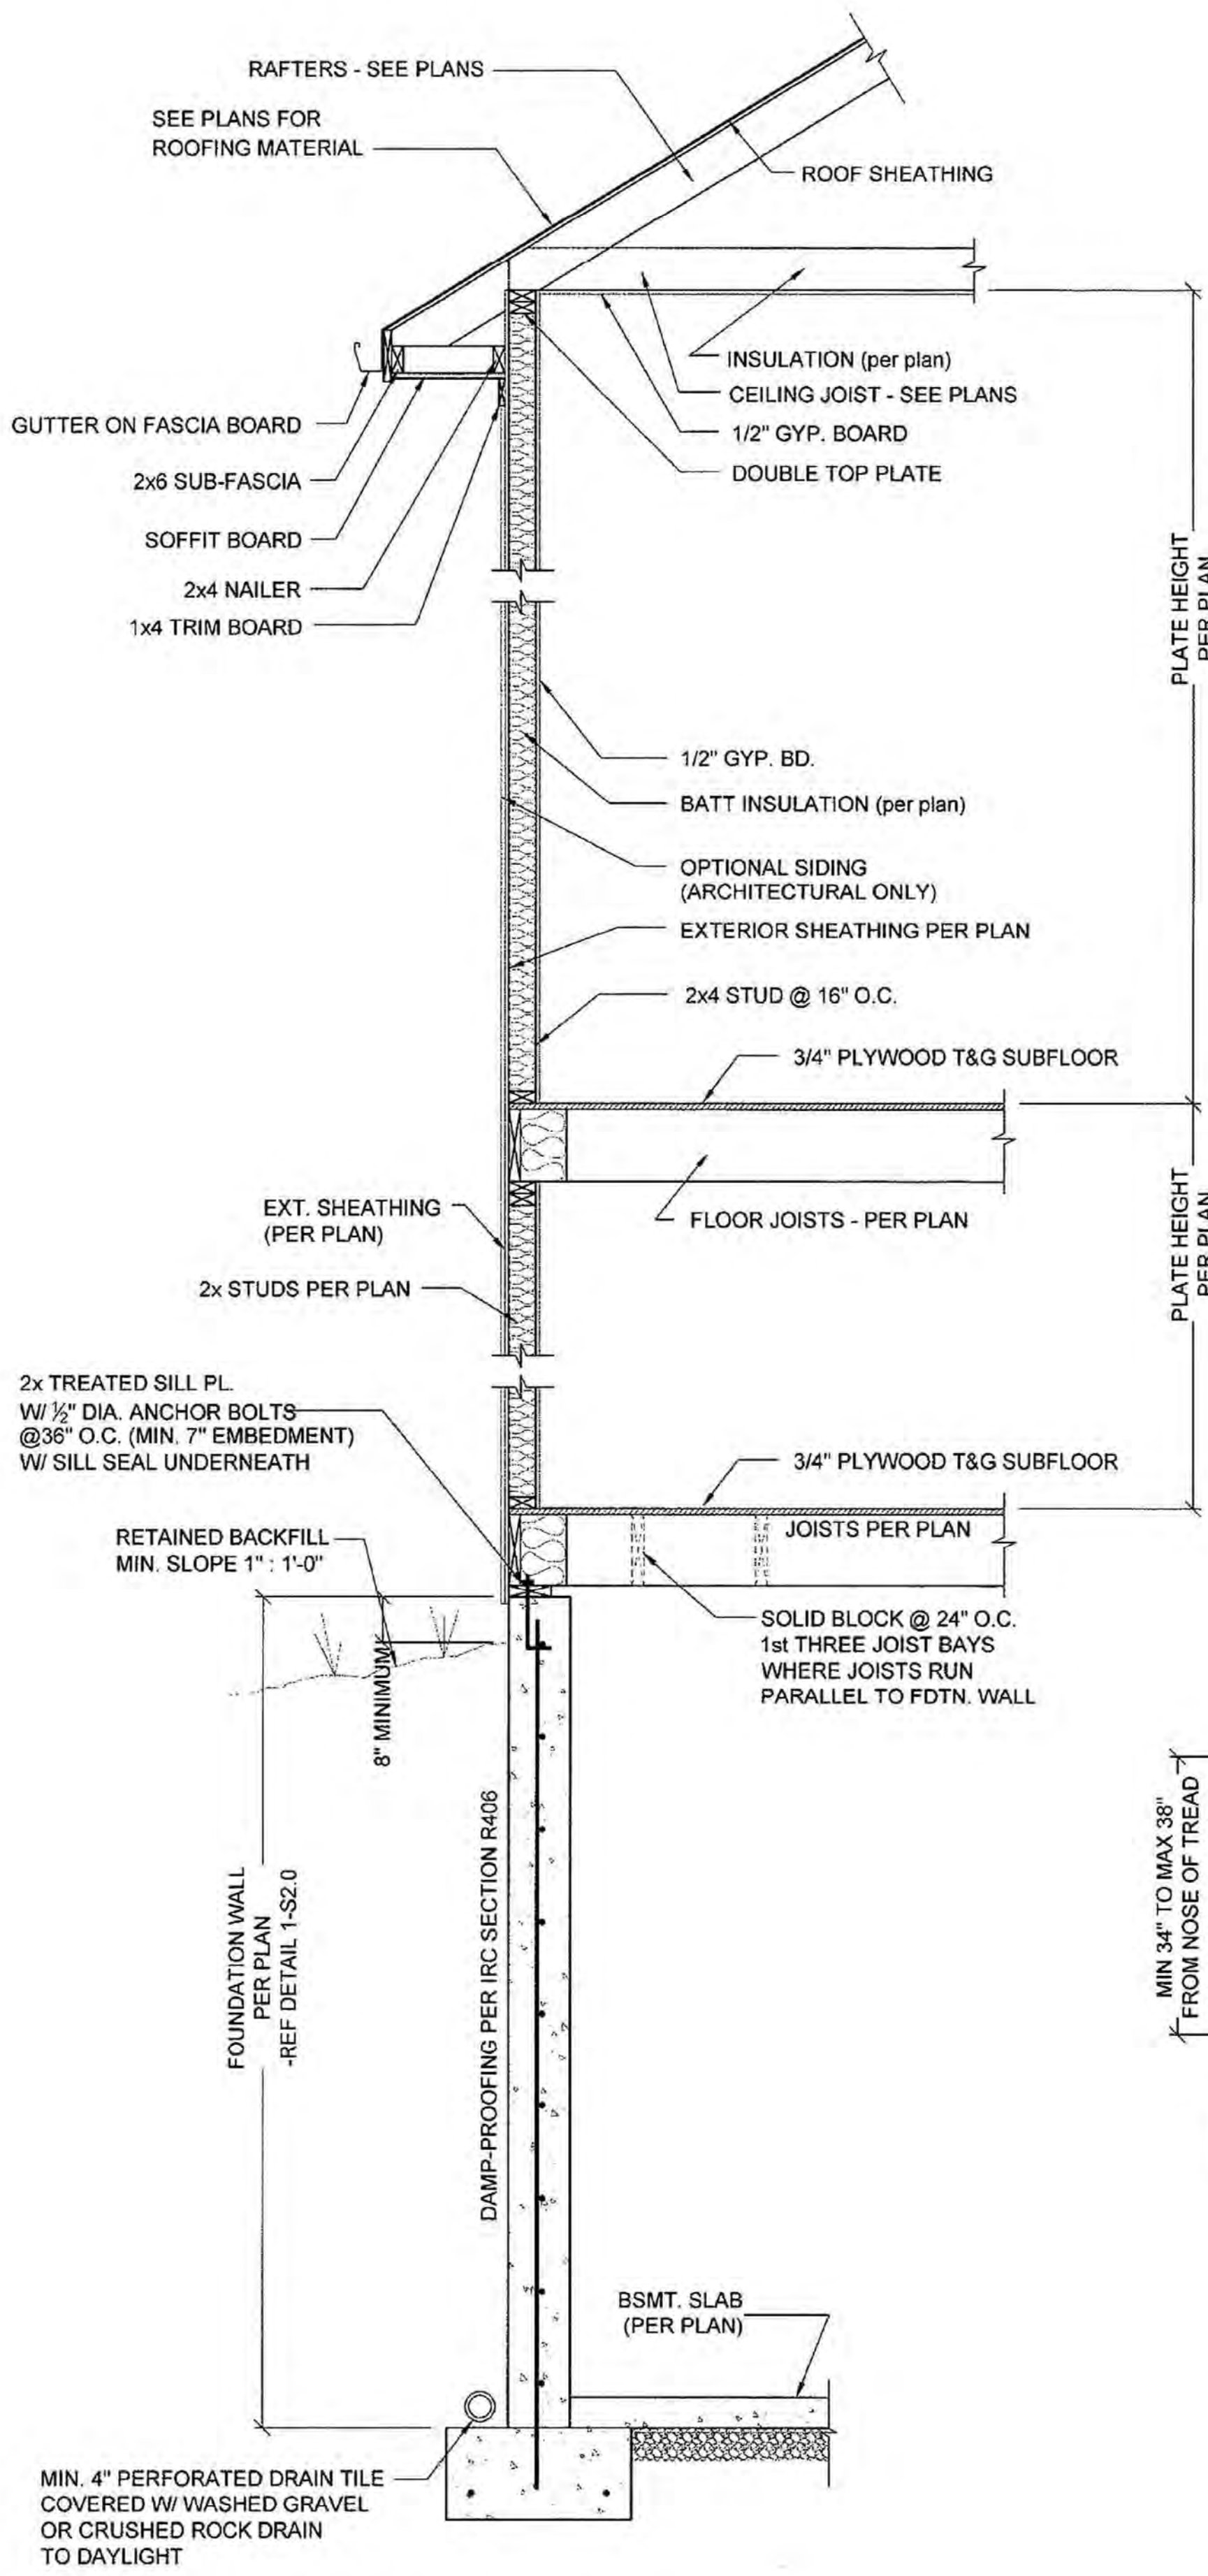 RAFTERS - SEE PLANS
SEE PLANS FOR
ROOFING MATERIAL
ROOF SHEATHING
INSULATION (per plan)
CEILING JOIST - SEE PLANS
1/2" GYP. BOARD
DOUBLE TOP PLATE
GUTTER ON FASCIA BOARD
2x6 SUB-FASCIA
SOFFIT BOARD
2x4 NAILER
1x4 TRIM BOARD
PLATE HEIGHT
PER PLAN
1/2" GYP. BD.
BATT INSULATION (per plan)
OPTIONAL SIDING
(ARCHITECTURAL ONLY)
EXTERIOR SHEATHING PER PLAN
2x4 STUD @ 16" O.C.
3/4" PLYWOOD T&G SUBFLOOR
EXT. SHEATHING
(PER PLAN)
FLOOR JOISTS - PER PLAN
2x STUDS PER PLAN
PLATE HEIGHT
PER PLAN
2x TREATED SILL PL.
W/ ½" DIA. ANCHOR BOLTS
@36" O.C. (MIN. 7" EMBEDMENT)
W/ SILL SEAL UNDERNEATH
3/4" PLYWOOD T&G SUBFLOOR
JOISTS PER PLAN
RETAINED BACKFILL
MIN. SLOPE 1" : 1'-0"
SOLID BLOCK @ 24" O.C.
1st THREE JOIST BAYS
WHERE JOISTS RUN
PARALLEL TO FDTN. WALL
8" MINIMUM
FOUNDATION WALL
PER PLAN
-REF DETAIL 1-S2.0
DAMP-PROOFING PER IRC SECTION R406
MIN 34" TO MAX 38"
FROM NOSE OF TREAD
BSMT. SLAB
(PER PLAN)
MIN. 4" PERFORATED DRAIN TILE
COVERED W/ WASHED GRAVEL
OR CRUSHED ROCK DRAIN
TO DAYLIGHT